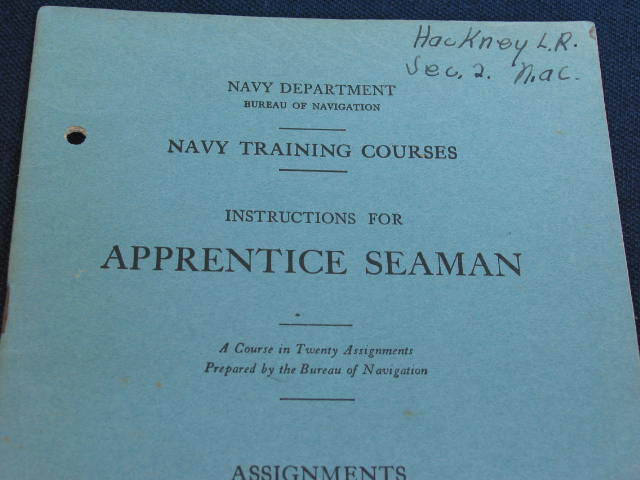 Hackney L.R.
Sec. 2. N.ac.
NAVY DEPARTMENT
BUREAU OF NAVIGATION
NAVY TRAINING COURSES
INSTRUCTIONS FOR
APPRENTICE SEAMAN
A Course in Twenty Assignments
Prepared by the Bureau of Navigation
ASSIGNMENTS